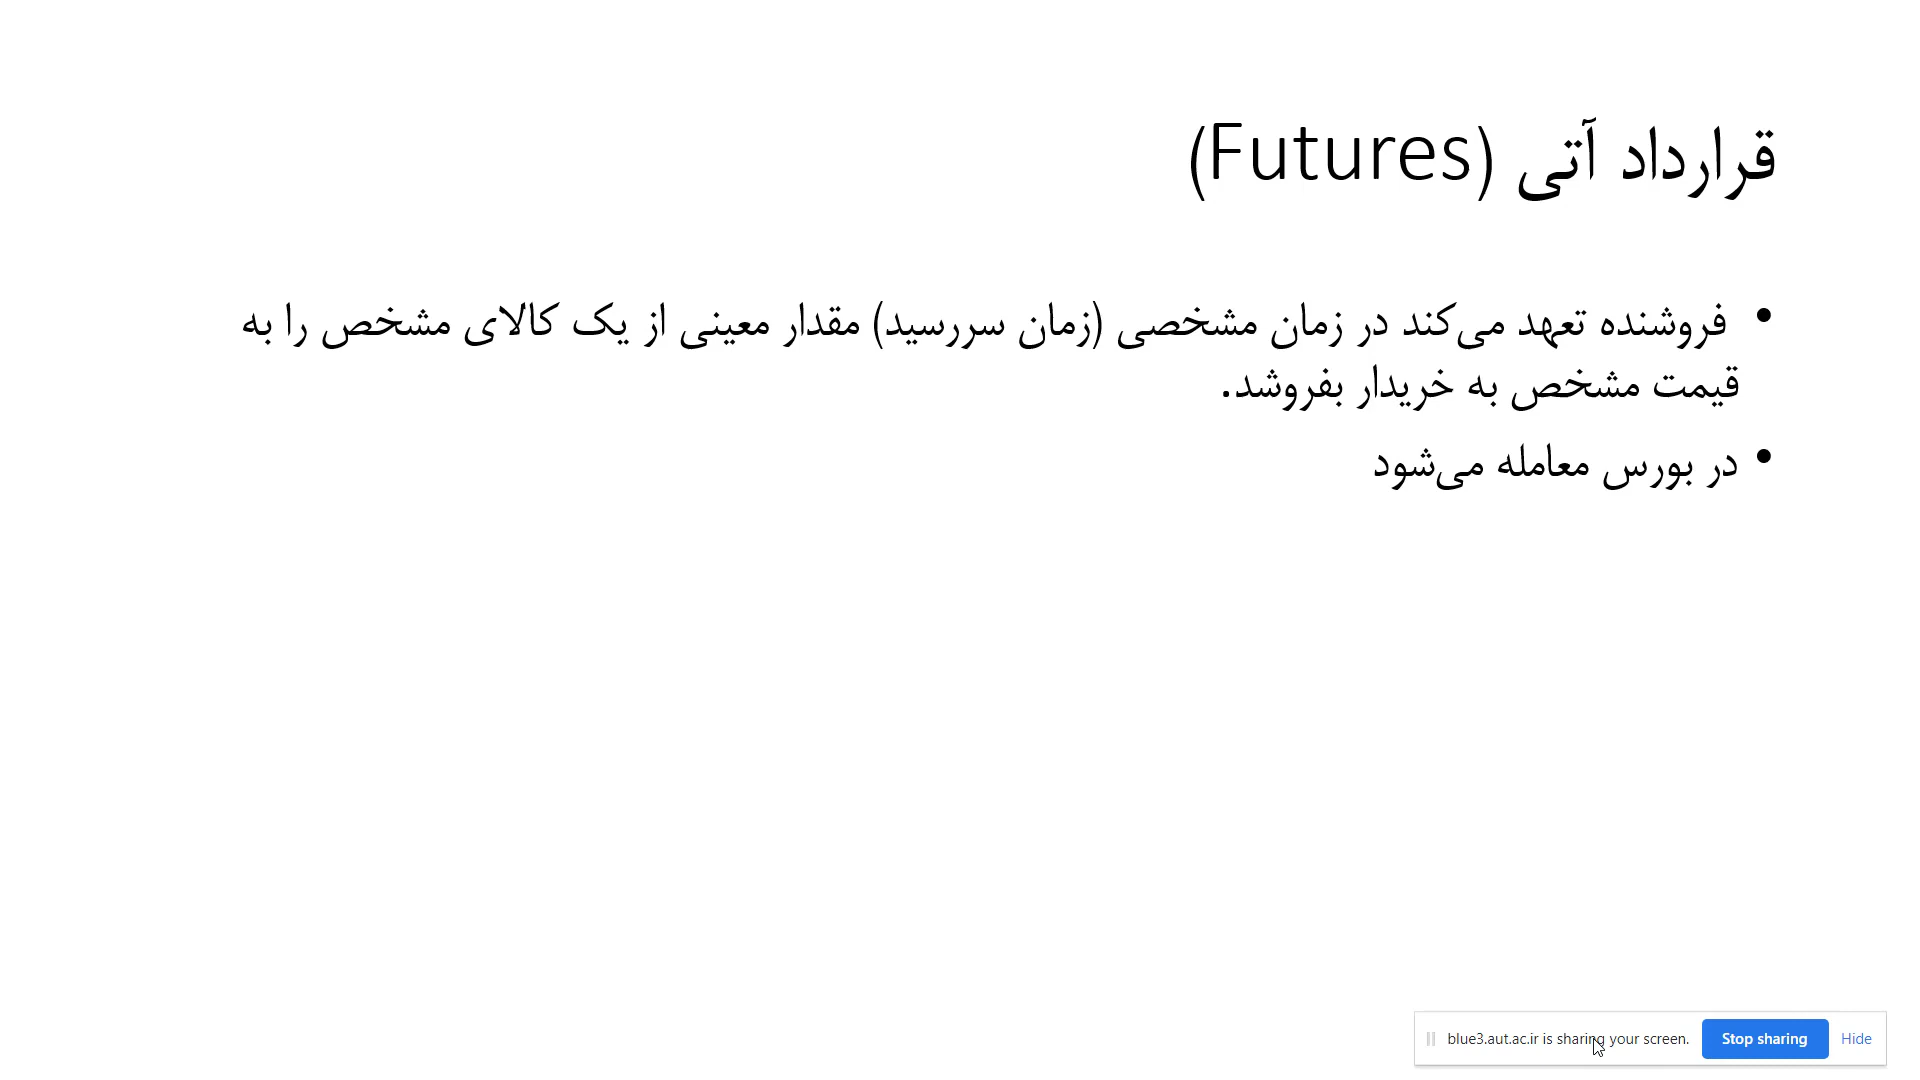 قرارداد آتی (Futures)
• فروشنده تعهد می‌کند در زمان مشخصی (زمان سررسید) مقدار معینی از یک کالای مشخص را به
قیمت مشخص به خریدار بفروشد.
• در بورس معامله می‌شود
blue3.aut.ac.ir is sharing your screen. Stop sharing Hide